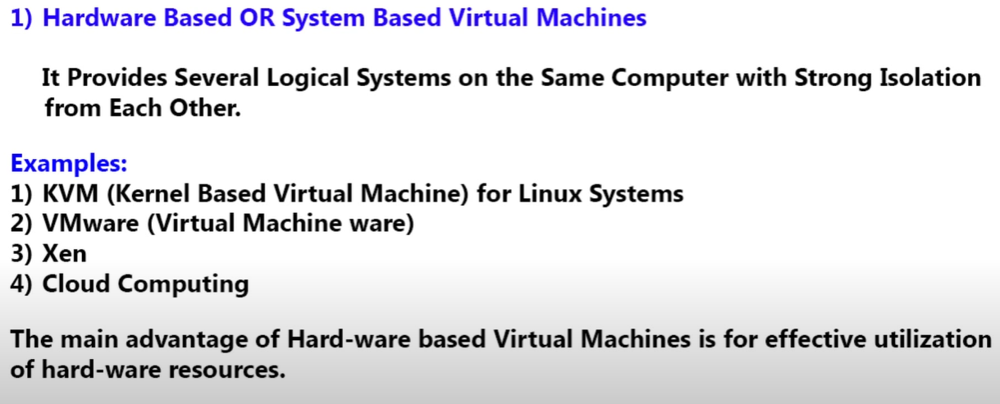 1) Hardware Based OR System Based Virtual Machines
It Provides Several Logical Systems on the Same Computer with Strong Isolation
from Each Other.
Examples:
1) KVM (Kernel Based Virtual Machine) for Linux Systems
2) VMware (Virtual Machine ware)
3) Xen
4) Cloud Computing
The main advantage of Hard-ware based Virtual Machines is for effective utilization
of hard-ware resources.